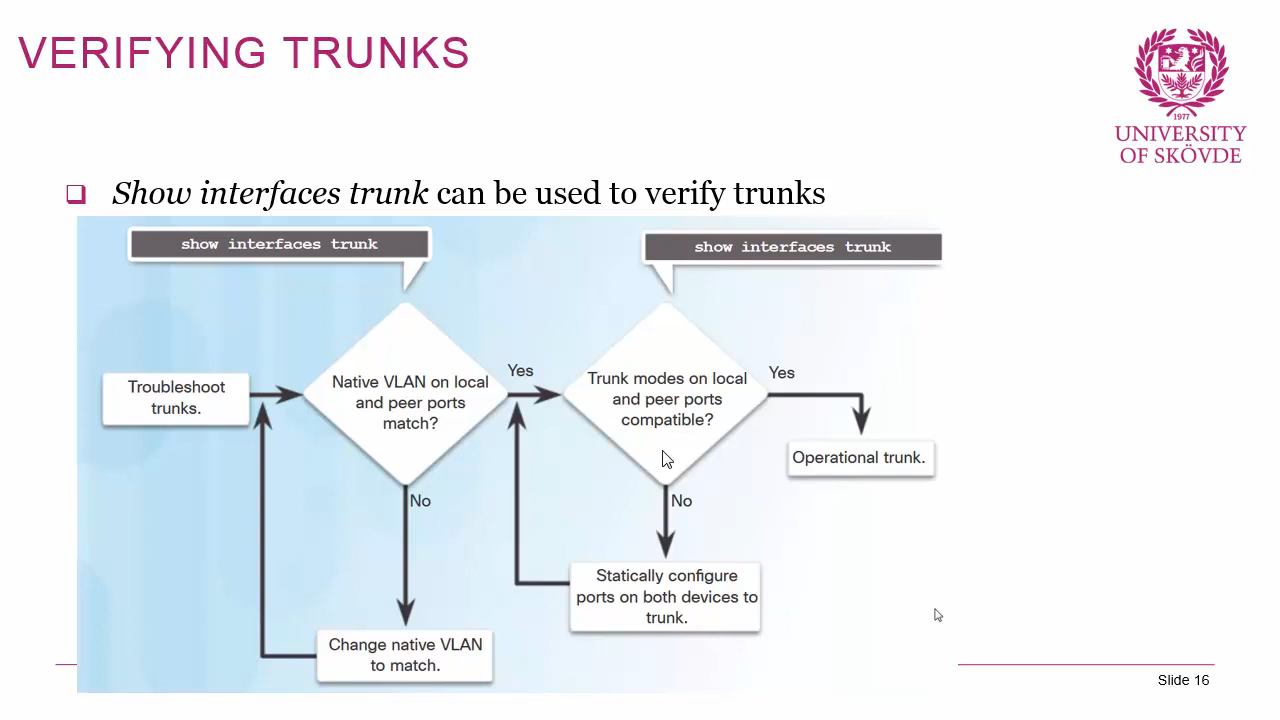 VERIFYING TRUNKS
1977
UNIVERSITY
OF SKÖVDE
Show interfaces trunk can be used to verify trunks
show interfaces trunk
show interfaces trunk
Troubleshoot
trunks.
Native VLAN on local
and peer ports
match?
Yes
Trunk modes on local
and peer ports
compatible?
Yes
Operational trunk.
No
No
Statically configure
ports on both devices to
trunk.
Change native VLAN
to match.
Slide 16